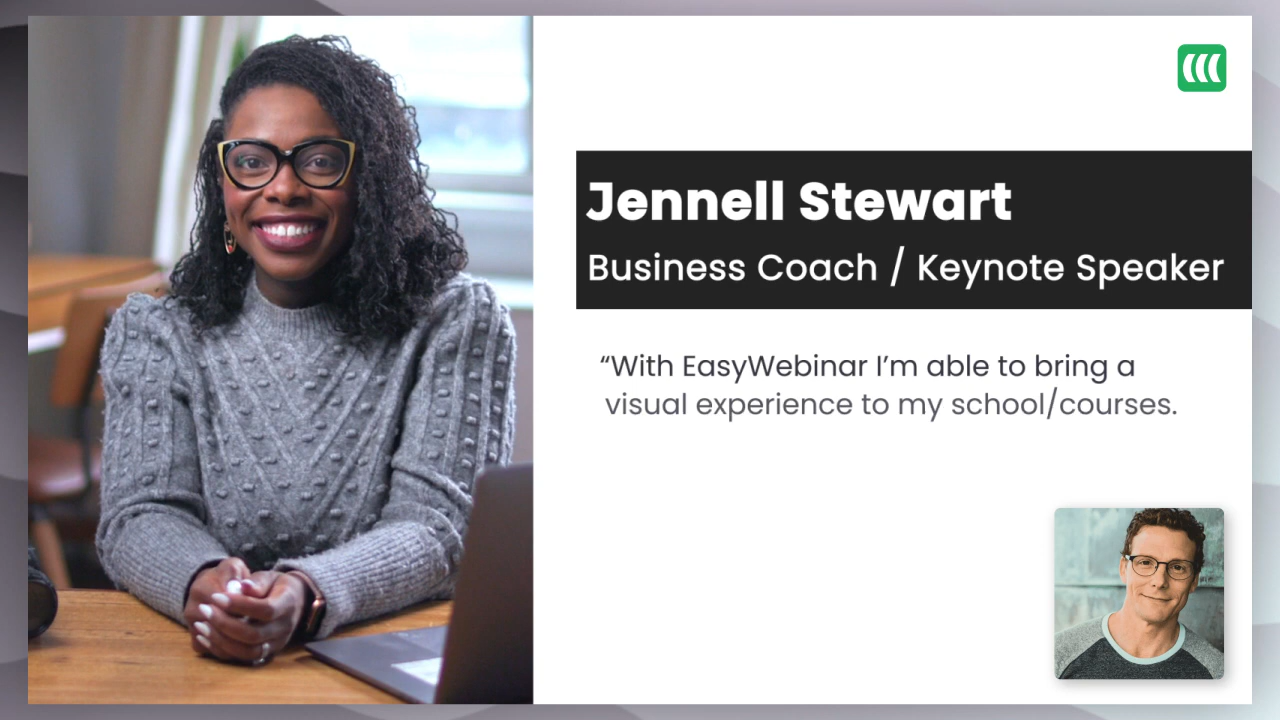 Jennell Stewart
Business Coach / Keynote Speaker
“With EasyWebinar I’m able to bring a
visual experience to my school/courses.